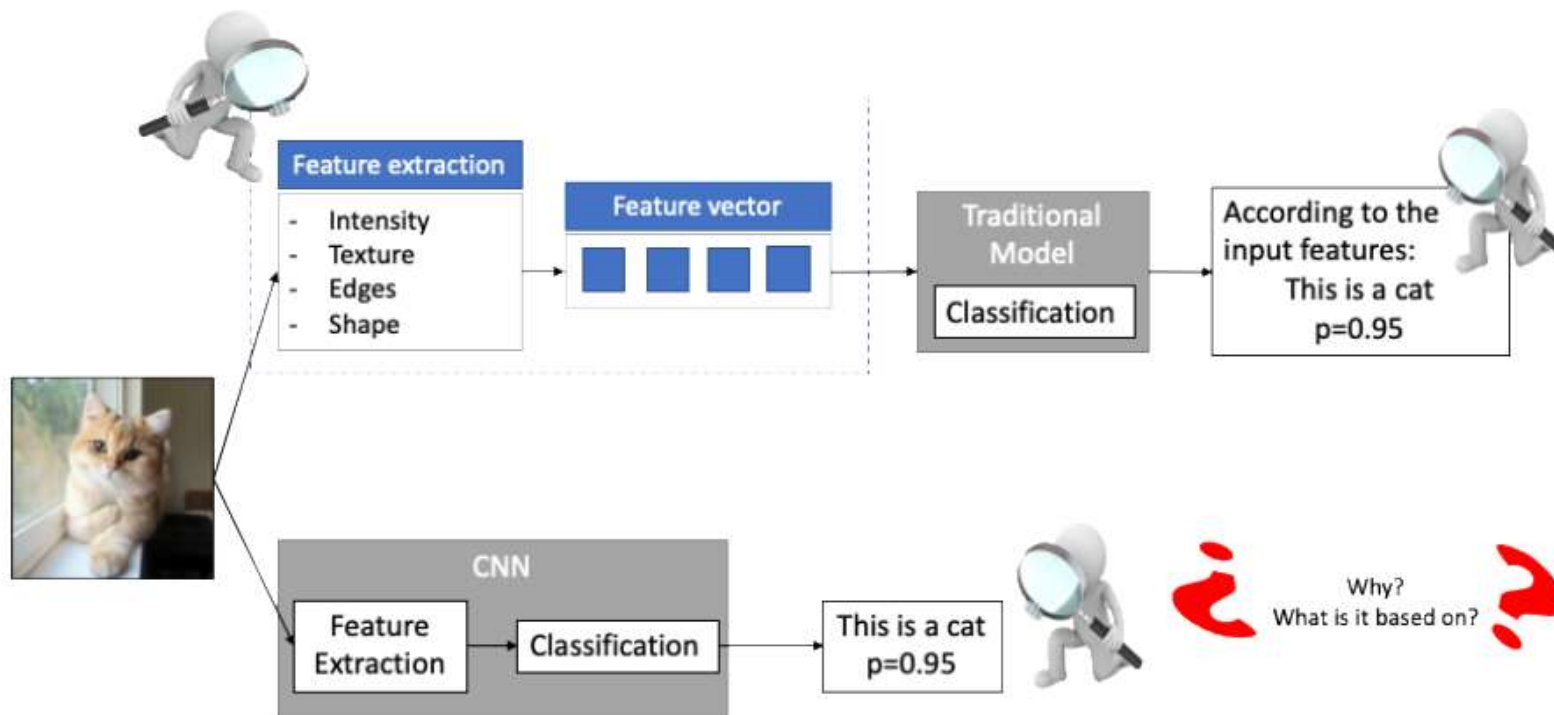 Feature extraction
- Intensity
- Texture
- Edges
- Shape
Feature vector
Traditional
Model
Classification
According to the
input features:
This is a cat
p=0.95
CNN
Feature
Extraction
Classification
This is a cat
p=0.95
¿
Why?
What is it based on?
?